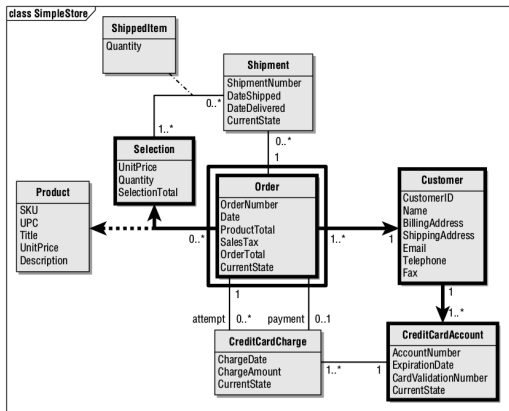 class SimpleStore
ShippedItem
Quantity
Shipment
ShipmentNumber
DateShipped
DateDelivered
CurrentState
0..*
1..*
0..*
1
Selection
UnitPrice
Quantity
SelectionTotal
Product
SKU
UPC
Title
UnitPrice
Description
0..*
Order
OrderNumber
Date
ProductTotal
SalesTax
OrderTotal
CurrentState
1..*
1
Customer
CustomerID
Name
BillingAddress
ShippingAddress
Email
Telephone
Fax
1
attempt
0..*
payment
0..1
1
1..*
CreditCardCharge
ChargeDate
ChargeAmount
CurrentState
1..*
1
CreditCardAccount
AccountNumber
ExpirationDate
CardValidationNumber
CurrentState